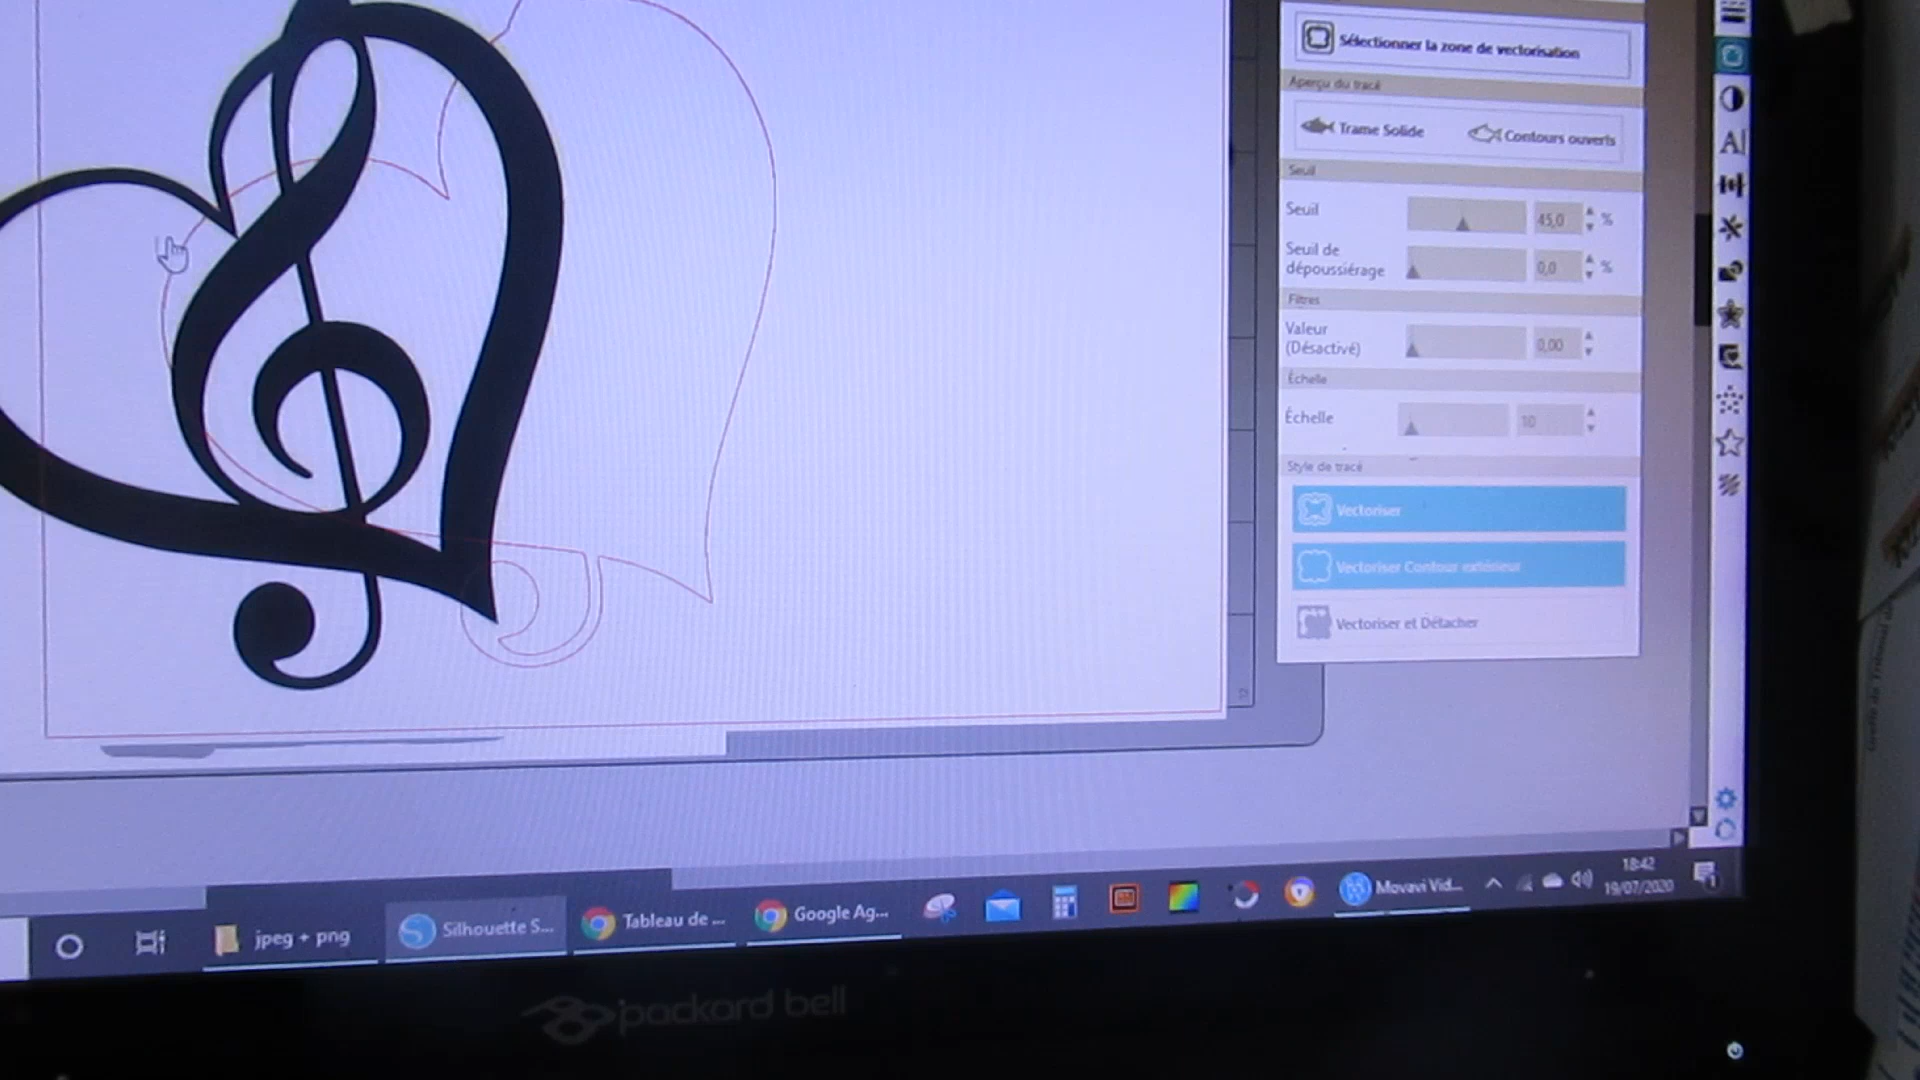 Sélectionner la zone de vectorisation
Aperçu du tracé
Trame Solide
Contours ouverts
Seuil
Seuil
45,0
%
Seuil de
dépoussiérage
0,0
%
Filtres
Valeur
(Désactivé)
0,00
Échelle
Échelle
10
Style de tracé
Vectoriser
Vectoriser Contour extérieur
Vectoriser et Détacher
12
jpeg + png
Silhouette S...
Tableau de ...
Google Ag...
Movavi Vid...
18:42
19/07/2020
1
packard bell